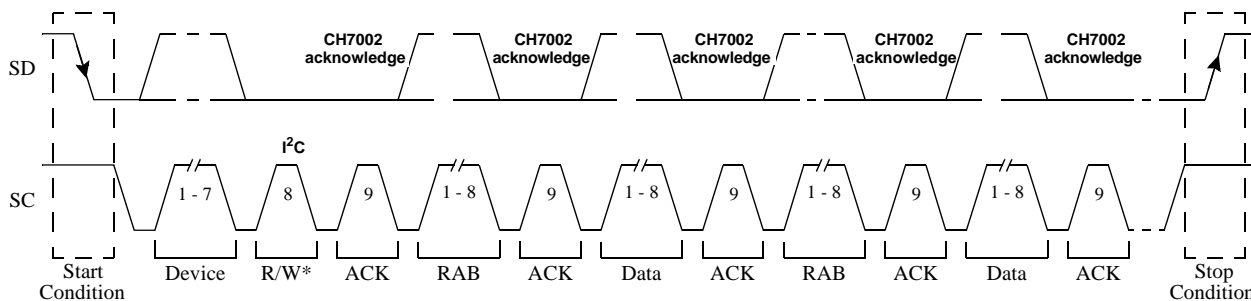 CH7002 CH7002 CH7002 CH7002 CH7002
acknowledge acknowledge acknowledge acknowledge acknowledge
SD
I²C
SC
1 - 7 8 9 1 - 8 9 1 - 8 9 1 - 8 9 1 - 8 9
Start Device R/W* ACK RAB ACK Data ACK RAB ACK Data ACK Stop
Condition Condition